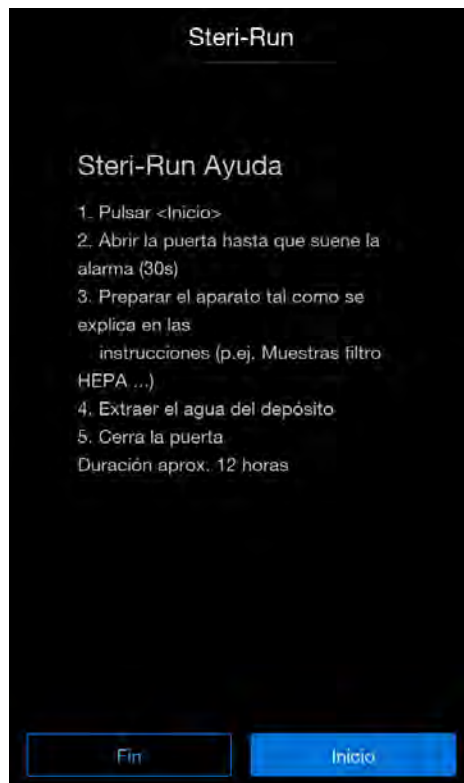 Steri-Run
Steri-Run Ayuda
1. Pulsar <Inicio>
2. Abrir la puerta hasta que suene la
alarma (30s)
3. Preparar el aparato tal como se
explica en las
instrucciones (p.ej. Muestras filtro
HEPA ...)
4. Extraer el agua del depósito
5. Cerra la puerta
Duración aprox. 12 horas
Fin
Inicio